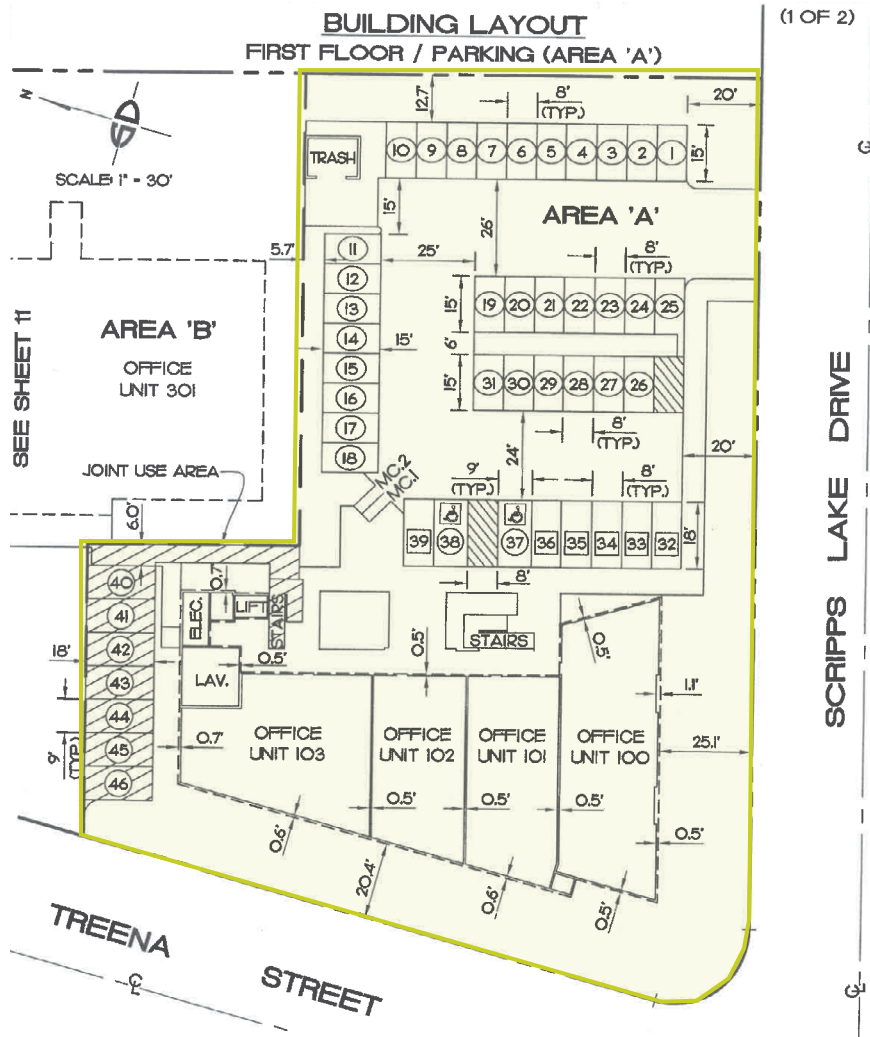 BUILDING LAYOUT
(1 OF 2)
FIRST FLOOR / PARKING (AREA 'A')
N
SD
SCALE: 1" = 30'
12.7'
8'
(TYP.)
20'
TRASH
10 9 8 7 6 5 4 3 2 1
15'
15'
26'
AREA 'A'
5.7'
25'
8'
(TYP.)
11
12
13
14
15
16
17
18
15'
15'
19 20 21 22 23 24 25
6'
15'
31 30 29 28 27 26
8'
(TYP.)
24'
20'
AREA 'B'
OFFICE
UNIT 301
SEE SHEET 11
JOINT USE AREA
6.0'
MC.2
MC.1
9'
(TYP.)
8'
(TYP.)
39 38 37 36 35 34 33 32
18'
8'
SCRIPPS LAKE DRIVE
CL
CL
40
41
42
43
44
45
46
18'
9'
(TYP.)
0.7'
ELEC.
LIFT
STAIRS
LAV.
0.5'
0.5'
STAIRS
0.5'
1.1'
0.7'
OFFICE
UNIT 103
OFFICE
UNIT 102
OFFICE
UNIT 101
OFFICE
UNIT 100
25.1'
0.5'
0.5'
0.5'
0.5'
0.6'
20.4'
0.6'
0.5'
TREENA STREET
CL